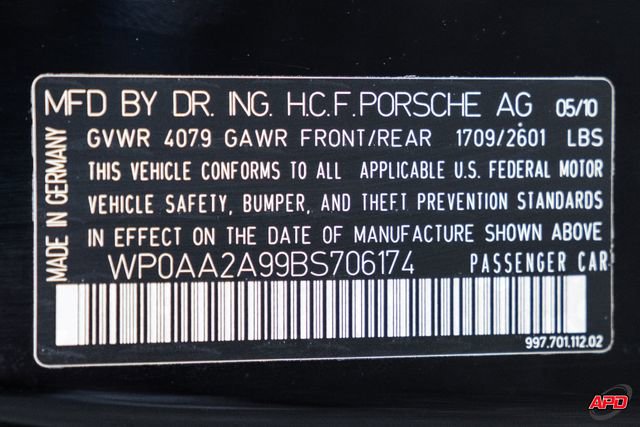 MFD BY DR. ING. H.C.F. PORSCHE AG 05/10
GVWR 4079 GAWR FRONT/REAR 1709/2601 LBS
THIS VEHICLE CONFORMS TO ALL APPLICABLE U.S. FEDERAL MOTOR
VEHICLE SAFETY, BUMPER, AND THEFT PREVENTION STANDARDS
IN EFFECT ON THE DATE OF MANUFACTURE SHOWN ABOVE
WP0AA2A99BS706174 PASSENGER CAR
MADE IN GERMANY
997.701.112.02
APD